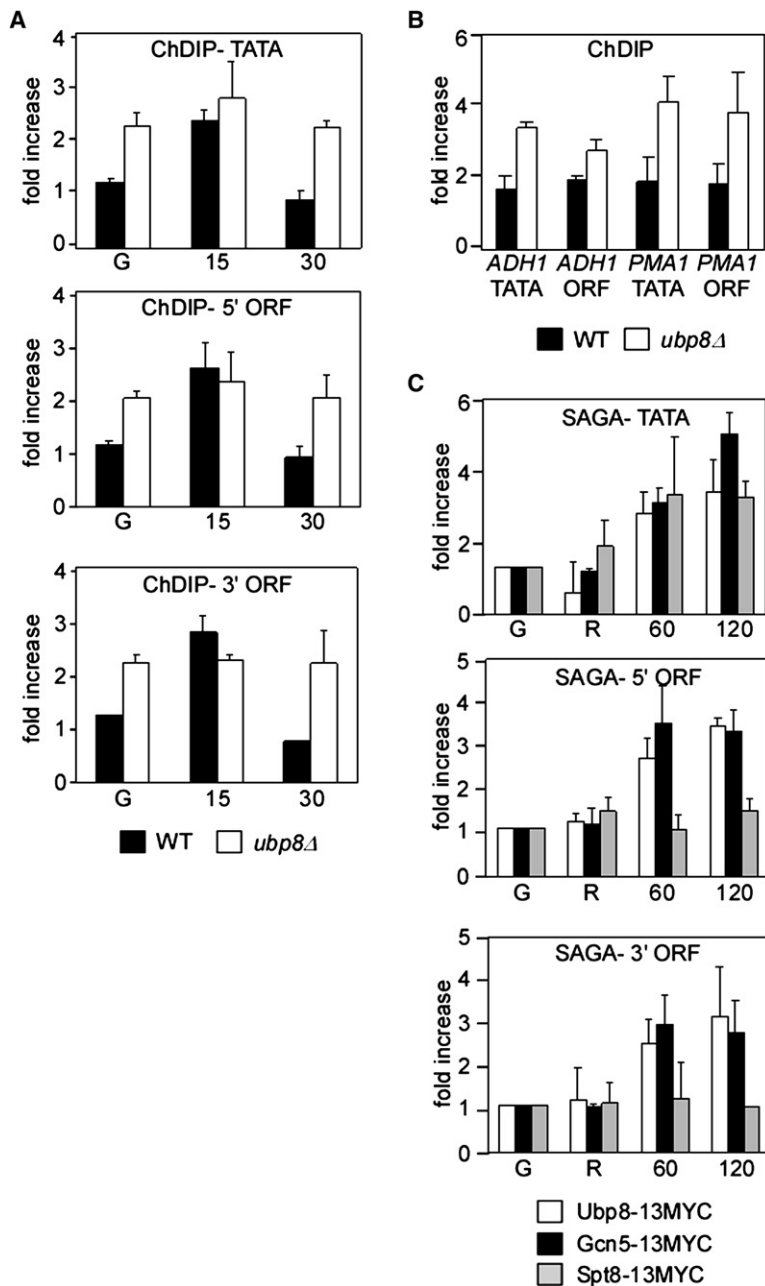 A
ChDIP- TATA
fold increase
4
3
2
1
0
G 15 30
ChDIP- 5' ORF
fold increase
4
3
2
1
0
G 15 30
ChDIP- 3' ORF
fold increase
4
3
2
1
0
G 15 30
WT ubp8Δ
B
ChDIP
fold increase
6
4
2
0
ADH1 ADH1 PMA1 PMA1
TATA ORF TATA ORF
WT ubp8Δ
C
SAGA- TATA
fold increase
6
5
4
2
1
0
G R 60 120
SAGA- 5' ORF
fold increase
5
4
3
2
1
0
G R 60 120
SAGA- 3' ORF
fold increase
5
4
3
2
1
0
G R 60 120
Ubp8-13MYC
Gcn5-13MYC
Spt8-13MYC